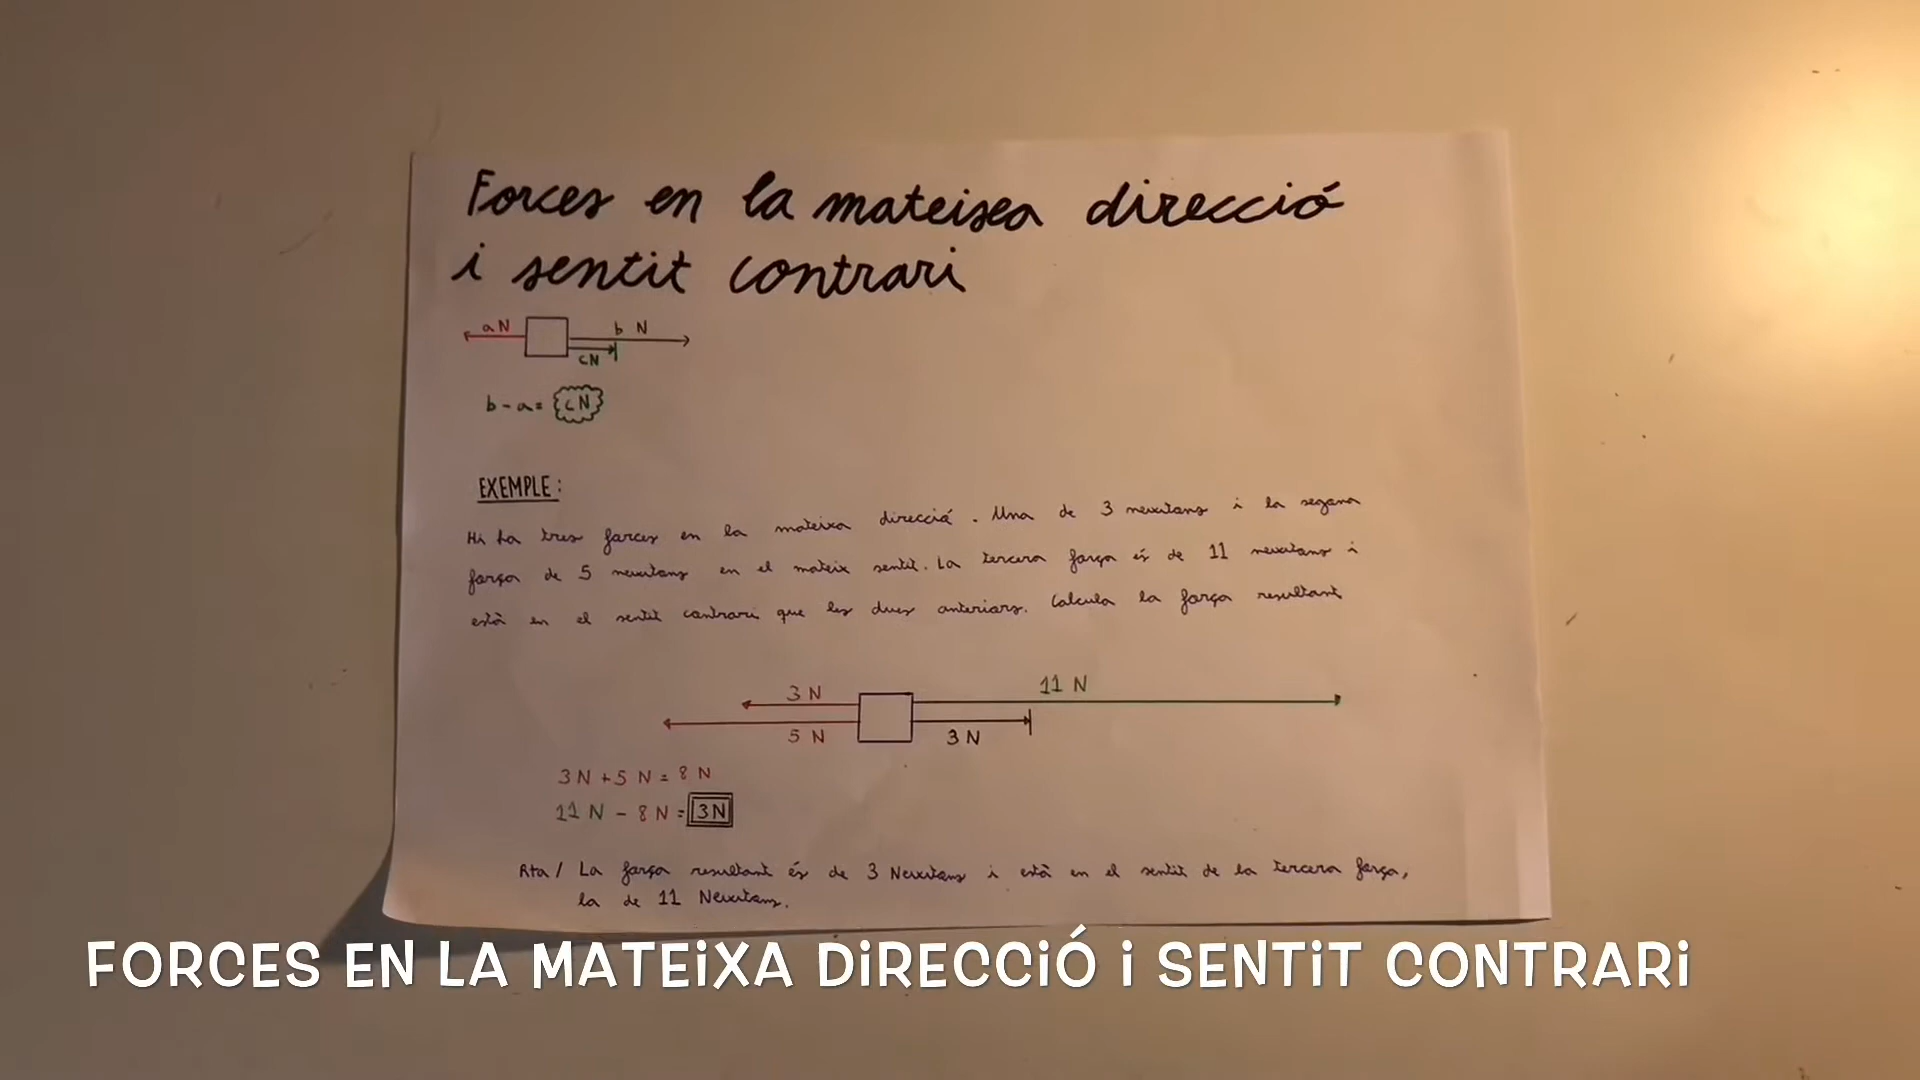 Forces en la mateixa direcció
i sentit contrari
a N
b N
c N
b - a = c N
EXEMPLE:
Hi ha tres forces en la mateixa direcció. Una de 3 newtons i la segona
força de 5 newtons en el mateix sentit. La tercera força és de 11 newtons i
està en el sentit contrari que les dues anteriors. Calcula la força resultant
3 N
11 N
5 N
3 N
3 N + 5 N = 8 N
11 N - 8 N = 3 N
Rta/ La força resultant és de 3 Newtons i està en el sentit de la tercera força,
la de 11 Newtons.
FORCES EN LA MATEIXA DIRECCIÓ I SENTIT CONTRARI